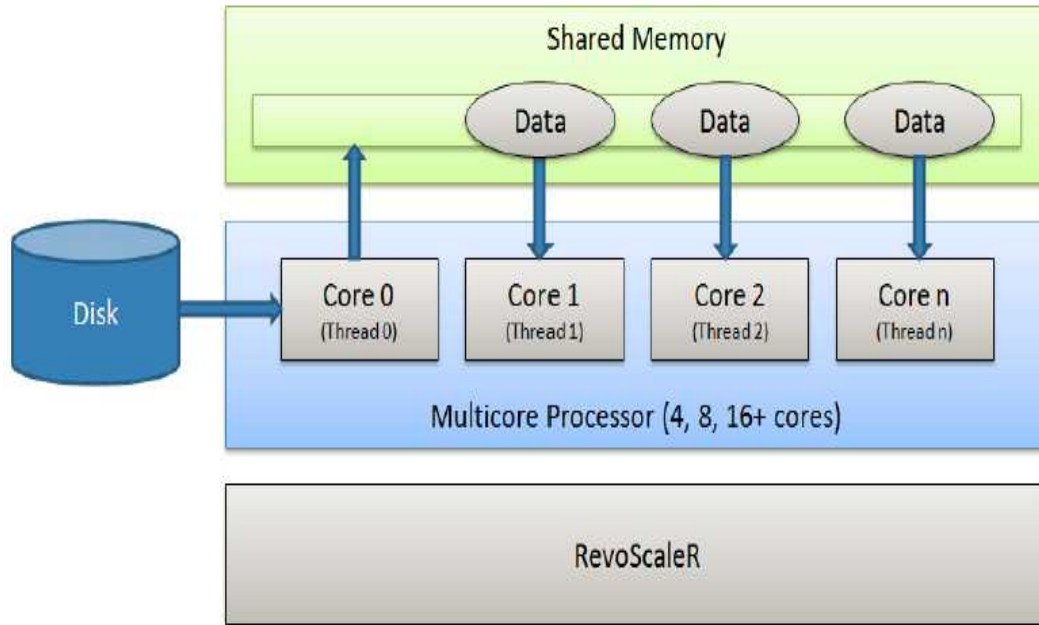 Shared Memory
Data Data Data
Disk
Core 0 Core 1 Core 2 Core n
(Thread 0) (Thread 1) (Thread 2) (Thread n)
Multicore Processor (4, 8, 16+ cores)
RevoScaleR